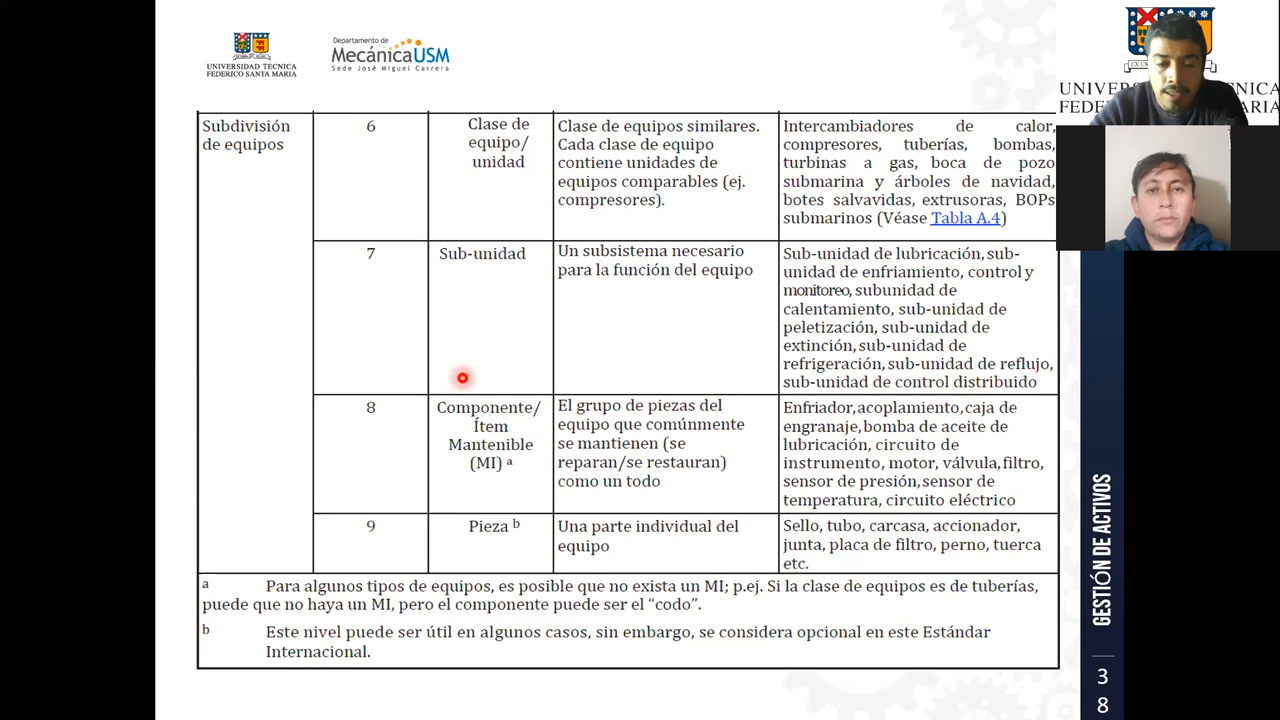 UNIVERSIDAD TECNICA
FEDERICO SANTA MARIA
Departamento de
MecánicaUSM
Sede José Miguel Carrera
UNIVERS
NICA
FEDER
ARIA
Subdivisión
de equipos
6
Clase de
equipo/
unidad
Clase de equipos similares.
Cada clase de equipo
contiene unidades de
equipos comparables (ej.
compresores).
Intercambiadores de calor,
compresores, tuberías, bombas,
turbinas a gas, boca de pozo
submarina y árboles de navidad,
botes salvavidas, extrusoras, BOPs
submarinos (Véase Tabla A.4)
7
Sub-unidad
Un subsistema necesario
para la función del equipo
Sub-unidad de lubricación, sub-
unidad de enfriamiento, control y
monitoreo, subunidad de
calentamiento, sub-unidad de
peletización, sub-unidad de
extinción, sub-unidad de
refrigeración, sub-unidad de reflujo,
sub-unidad de control distribuido
8
Componente/
Ítem
Mantenible
(MI) a
El grupo de piezas del
equipo que comúnmente
se mantienen (se
reparan/se restauran)
como un todo
Enfriador, acoplamiento, caja de
engranaje, bomba de aceite de
lubricación, circuito de
instrumento, motor, válvula, filtro,
sensor de presión, sensor de
temperatura, circuito eléctrico
9
Pieza b
Una parte individual del
equipo
Sello, tubo, carcasa, accionador,
junta, placa de filtro, perno, tuerca
etc.
a Para algunos tipos de equipos, es posible que no exista un MI; p.ej. Si la clase de equipos es de tuberías,
puede que no haya un MI, pero el componente puede ser el “codo”.
b Este nivel puede ser útil en algunos casos, sin embargo, se considera opcional en este Estándar
Internacional.
GESTIÓN DE ACTIVOS
3
8